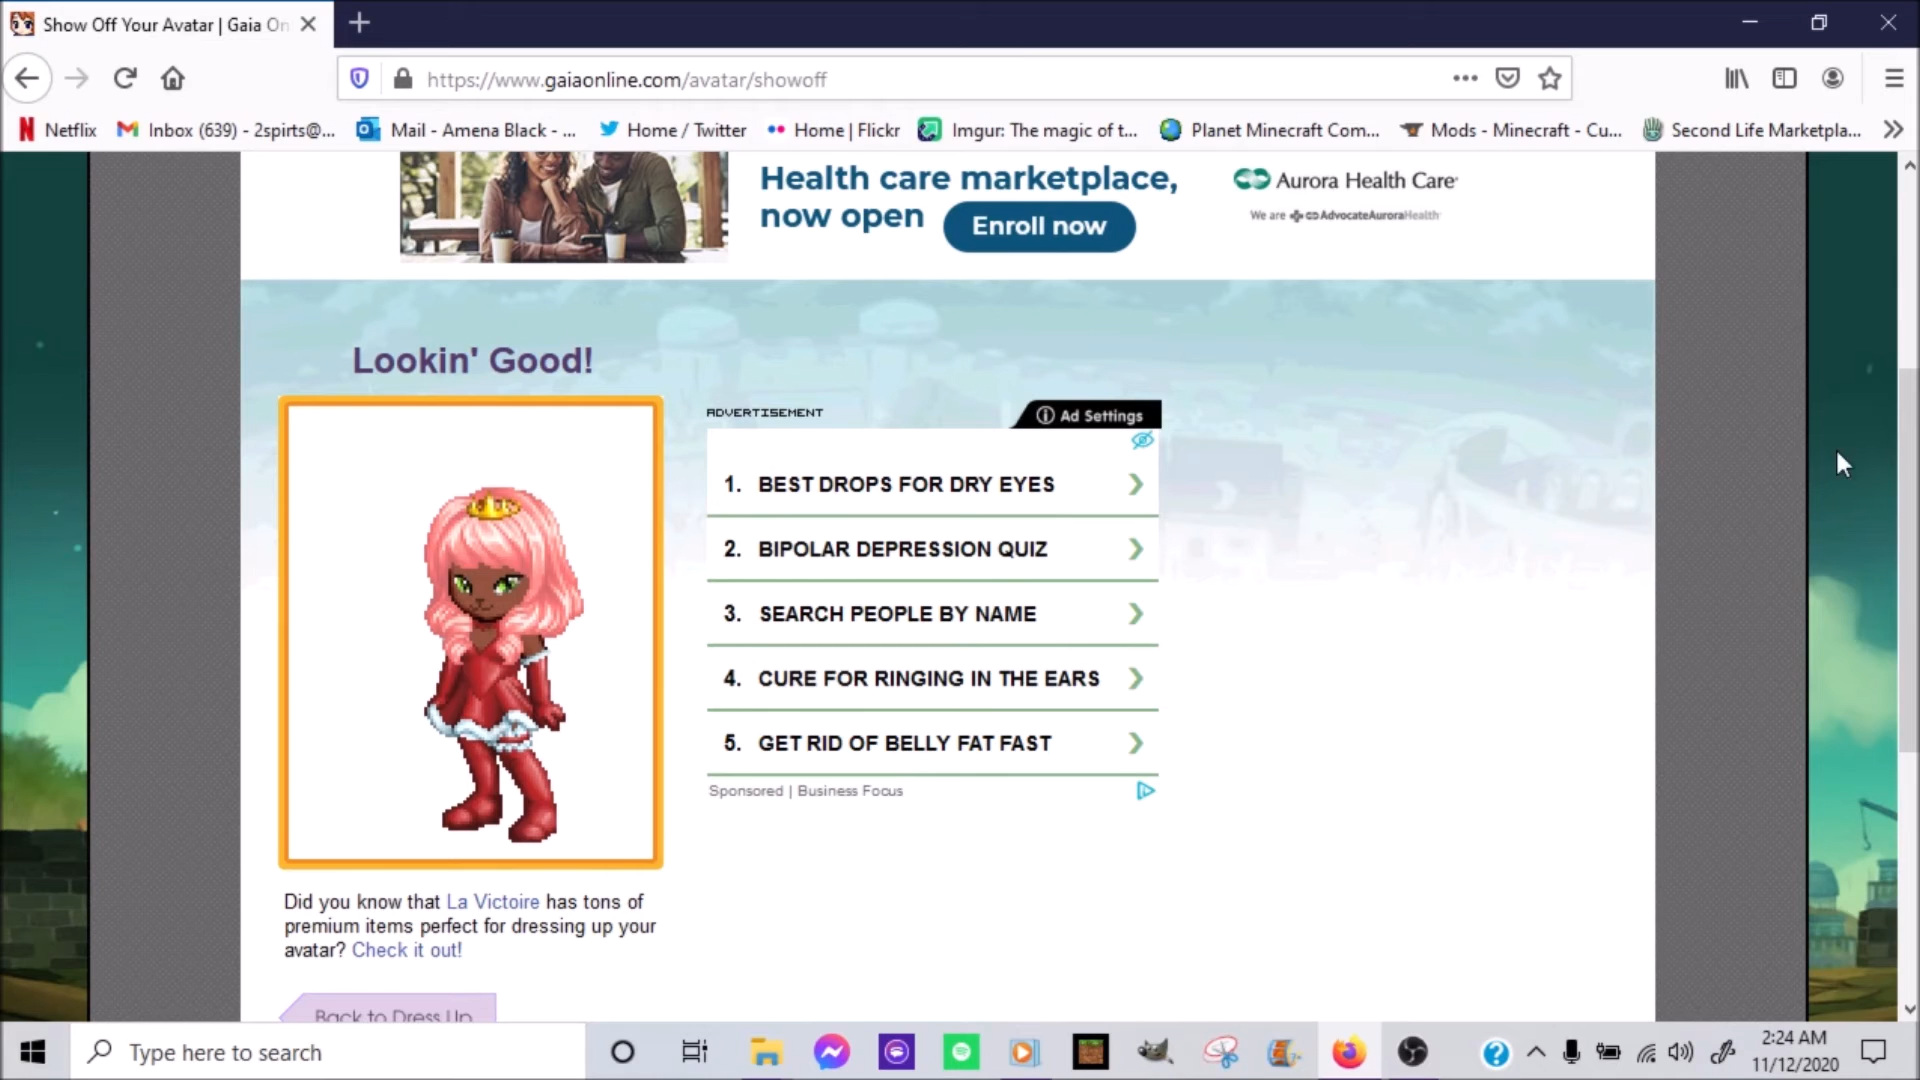 Show Off Your Avatar | Gaia On
https://www.gaiaonline.com/avatar/showoff
Netflix
Inbox (639) - 2spirts@...
Mail - Amena Black - ...
Home / Twitter
Home | Flickr
Imgur: The magic of t...
Planet Minecraft Com...
Mods - Minecraft - Cu...
Second Life Marketpla...
Health care marketplace,
now open
Enroll now
Aurora Health Care
We are AdvocateAuroraHealth
Lookin' Good!
ADVERTISEMENT
Ad Settings
1. BEST DROPS FOR DRY EYES
2. BIPOLAR DEPRESSION QUIZ
3. SEARCH PEOPLE BY NAME
4. CURE FOR RINGING IN THE EARS
5. GET RID OF BELLY FAT FAST
Sponsored | Business Focus
Did you know that La Victoire has tons of
premium items perfect for dressing up your
avatar? Check it out!
Back to Dress Up
Type here to search
2:24 AM
11/12/2020